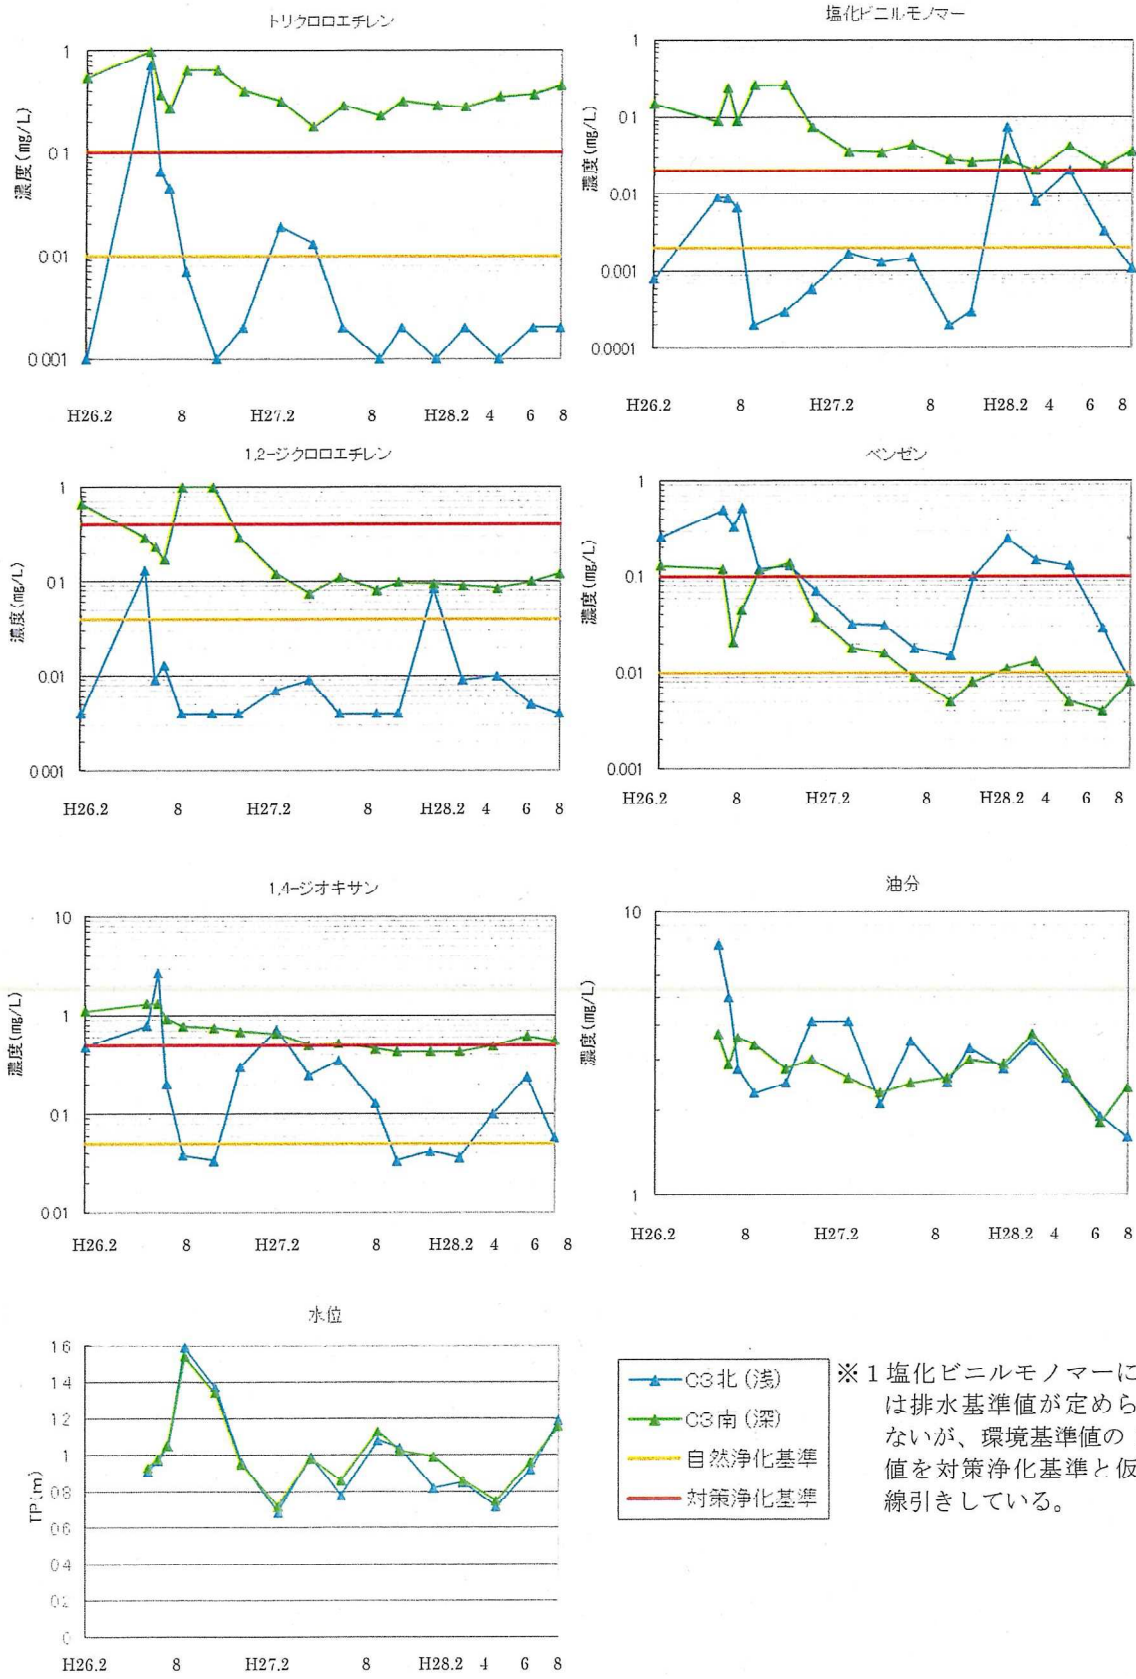 トリクロロエチレン
濃度(mg/L)
1
0.1
0.01
0.001
H26.2 8 H27.2 8 H28.2 4 6 8
塩化ビニルモノマー
濃度(mg/L)
1
0.1
0.01
0.001
0.0001
H26.2 8 H27.2 8 H28.2 4 6 8
1,2-ジクロロエチレン
濃度(mg/L)
1
0.1
0.01
0.001
H26.2 8 H27.2 8 H28.2 4 6 8
ベンゼン
濃度(mg/L)
1
0.1
0.01
0.001
H26.2 8 H27.2 8 H28.2 4 6 8
1,4-ジオキサン
濃度(mg/L)
10
1
0.1
0.01
H26.2 8 H27.2 8 H28.2 4 6 8
油分
濃度(mg/L)
10
1
H26.2 8 H27.2 8 H28.2 4 6 8
水位
TP(m)
1.6
1.4
1.2
1
0.8
0.6
0.4
0.2
0
H26.2 8 H27.2 8 H28.2 4 6 8
C3北(浅)
C3南(深)
自然浄化基準
対策浄化基準
※1塩化ビニルモノマーに
は排水基準値が定めら
ないが、環境基準値の
値を対策浄化基準と仮
線引きしている。